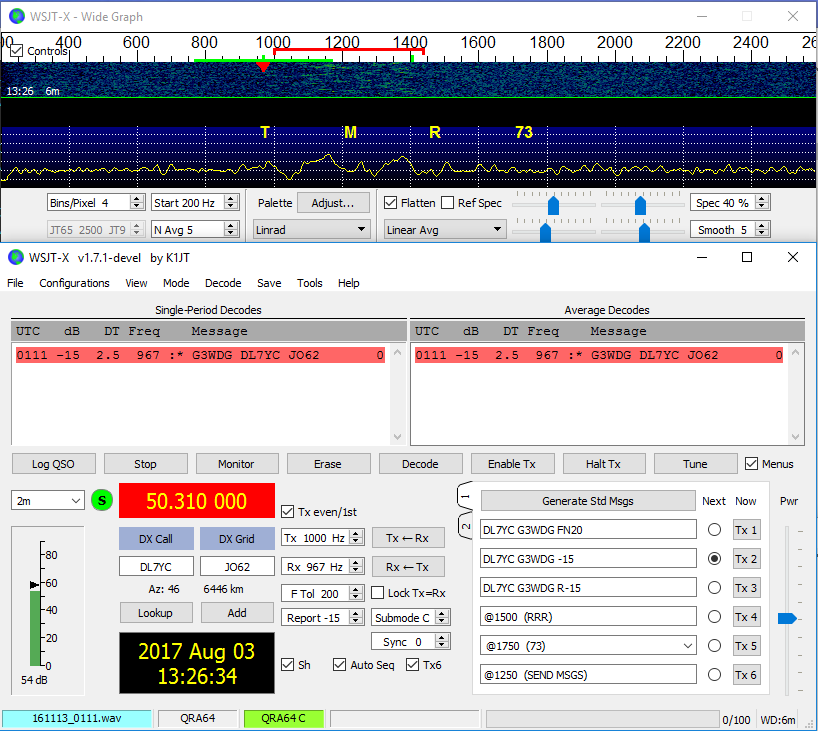 WSJT-X - Wide Graph
00 400 600 800 1000 1200 1400 1600 1800 2000 2200 2400 26
Controls
13:26 6m
T M R 73
Bins/Pixel 4 Start 200 Hz Palette Adjust... Flatten Ref Spec Spec 40 %
JT65 2500 JT9 N Avg 5 Linrad Linear Avg Smooth 5
WSJT-X v1.7.1-devel by K1JT
File Configurations View Mode Decode Save Tools Help
Single-Period Decodes Average Decodes
UTC dB DT Freq Message UTC dB DT Freq Message
0111 -15 2.5 967 :* G3WDG DL7YC JO62 0 0111 -15 2.5 967 :* G3WDG DL7YC JO62 0
Log QSO Stop Monitor Erase Decode Enable Tx Halt Tx Tune Menus
2m S 50.310 000 Tx even/1st 1 2 Generate Std Msgs Next Now Pwr
DX Call DX Grid Tx 1000 Hz Tx ← Rx DL7YC G3WDG FN20 Tx 1
DL7YC JO62 Rx 967 Hz Rx ← Tx DL7YC G3WDG -15 Tx 2
Az: 46 6446 km F Tol 200 Lock Tx=Rx DL7YC G3WDG R-15 Tx 3
Lookup Add Report -15 Submode C @1500 (RRR) Tx 4
Sync 0 @1750 (73) Tx 5
2017 Aug 03 Sh Auto Seq Tx6 @1250 (SEND MSGS) Tx 6
13:26:34
80
60
40
20
0
54 dB
161113_0111.wav QRA64 QRA64 C 0/100 WD:6m